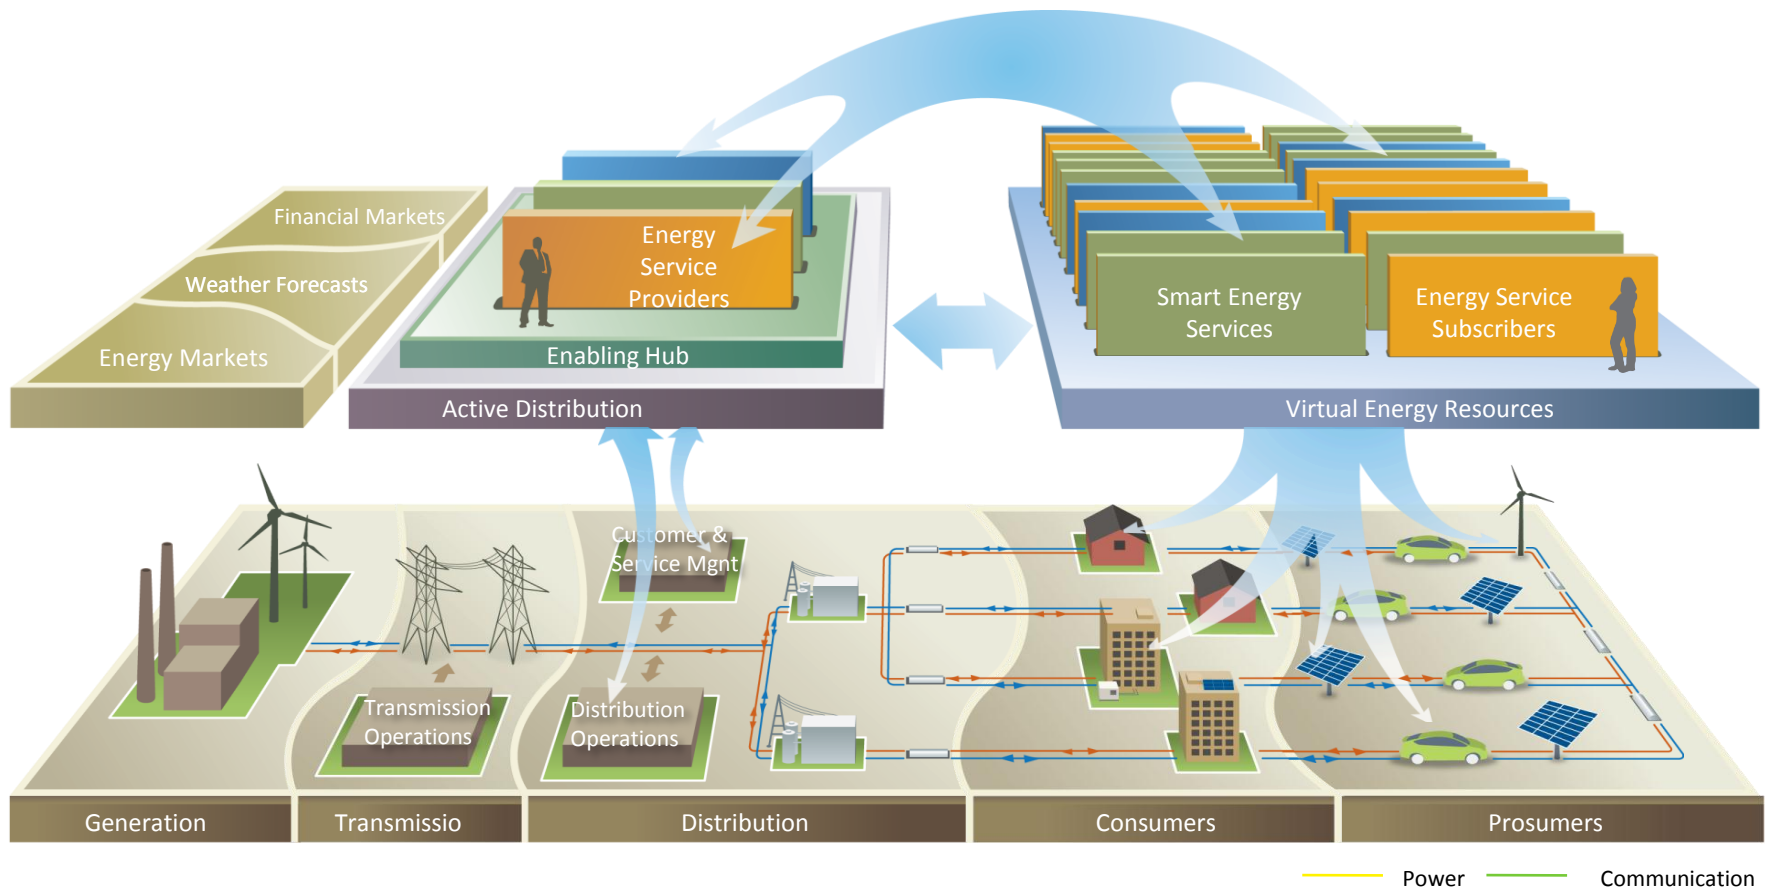 Financial Markets
Weather Forecasts
Energy Markets
Energy
Service
Providers
Enabling Hub
Active Distribution
Smart Energy
Services
Energy Service
Subscribers
Virtual Energy Resources
Customer &
Service Mgnt
Transmission
Operations
Distribution
Operations
Generation
Transmissio
Distribution
Consumers
Prosumers
Power
Communication